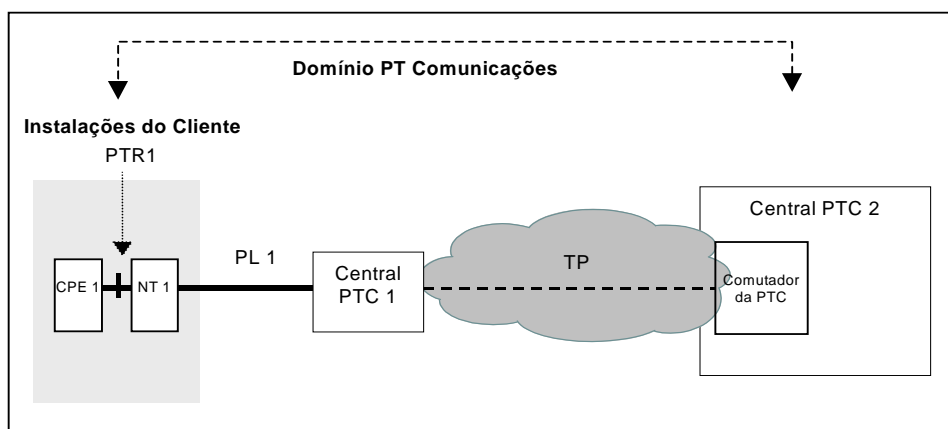 Domínio PT Comunicações
Instalações do Cliente
PTR1
CPE 1
NT 1
PL 1
Central
PTC 1
TP
Central PTC 2
Comutador
da PTC